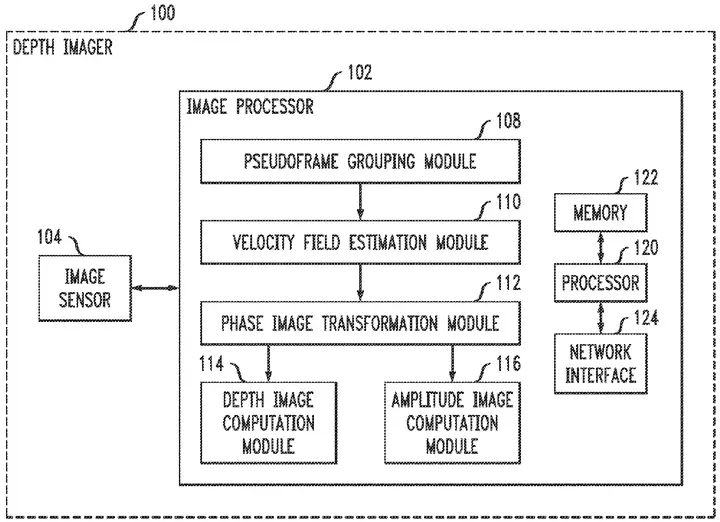 100
DEPTH IMAGER
102
IMAGE PROCESSOR
108
PSEUDOFRAME GROUPING MODULE
110
VELOCITY FIELD ESTIMATION MODULE
112
PHASE IMAGE TRANSFORMATION MODULE
114
DEPTH IMAGE
COMPUTATION
MODULE
116
AMPLITUDE IMAGE
COMPUTATION
MODULE
104
IMAGE
SENSOR
122
MEMORY
120
PROCESSOR
124
NETWORK
INTERFACE